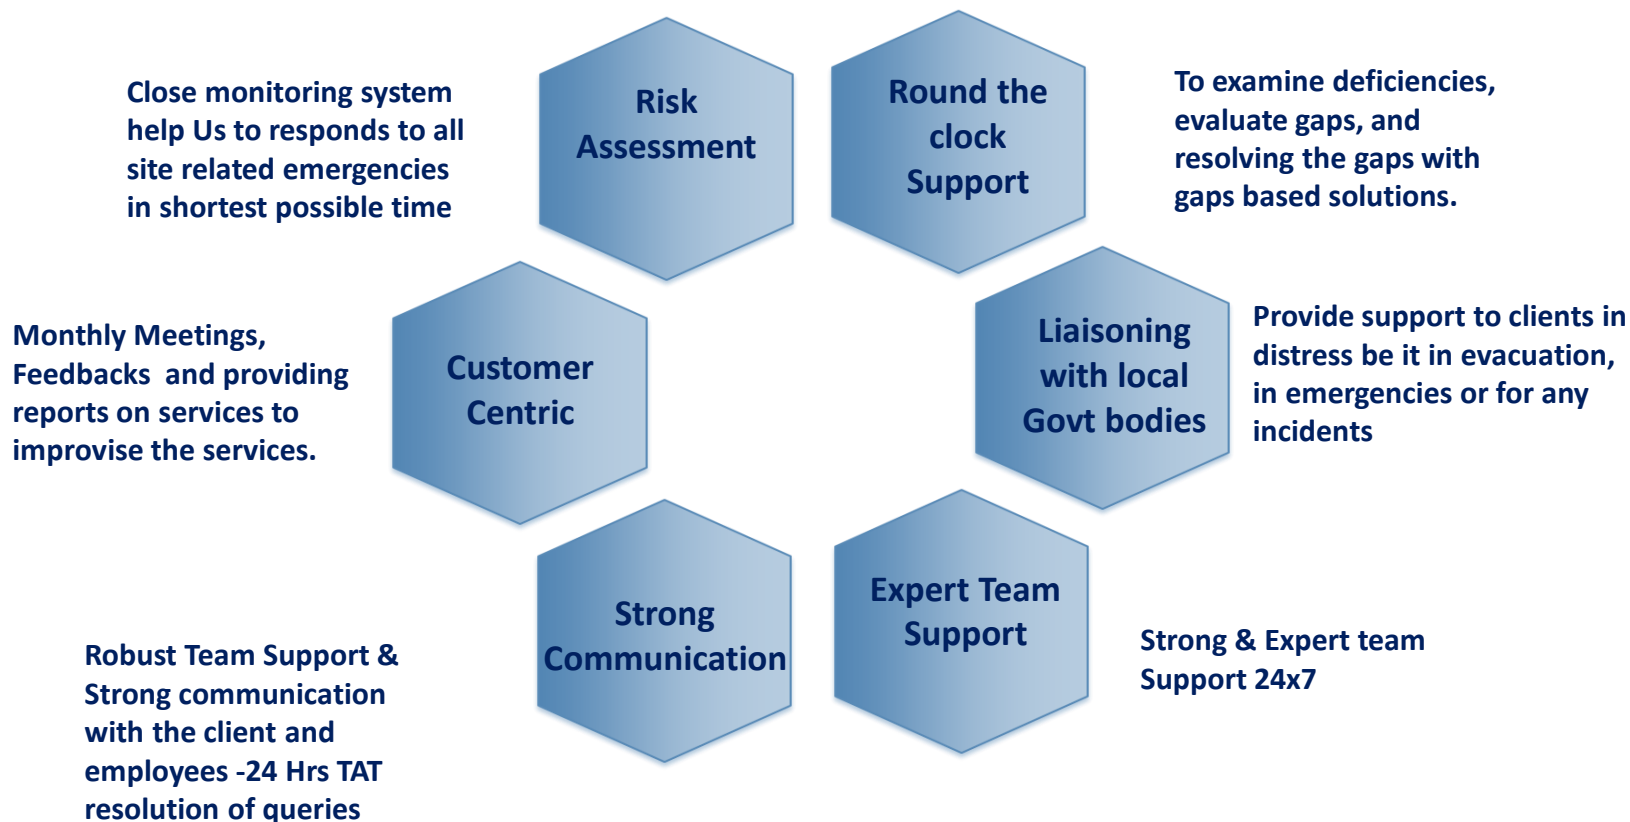 Close monitoring system
help Us to responds to all
site related emergencies
in shortest possible time
Risk
Assessment
Round the
clock
Support
To examine deficiencies,
evaluate gaps, and
resolving the gaps with
gaps based solutions.
Monthly Meetings,
Feedbacks and providing
reports on services to
improvise the services.
Customer
Centric
Liaisoning
with local
Govt bodies
Provide support to clients in
distress be it in evacuation,
in emergencies or for any
incidents
Robust Team Support &
Strong communication
with the client and
employees -24 Hrs TAT
resolution of queries
Strong
Communication
Expert Team
Support
Strong & Expert team
Support 24x7